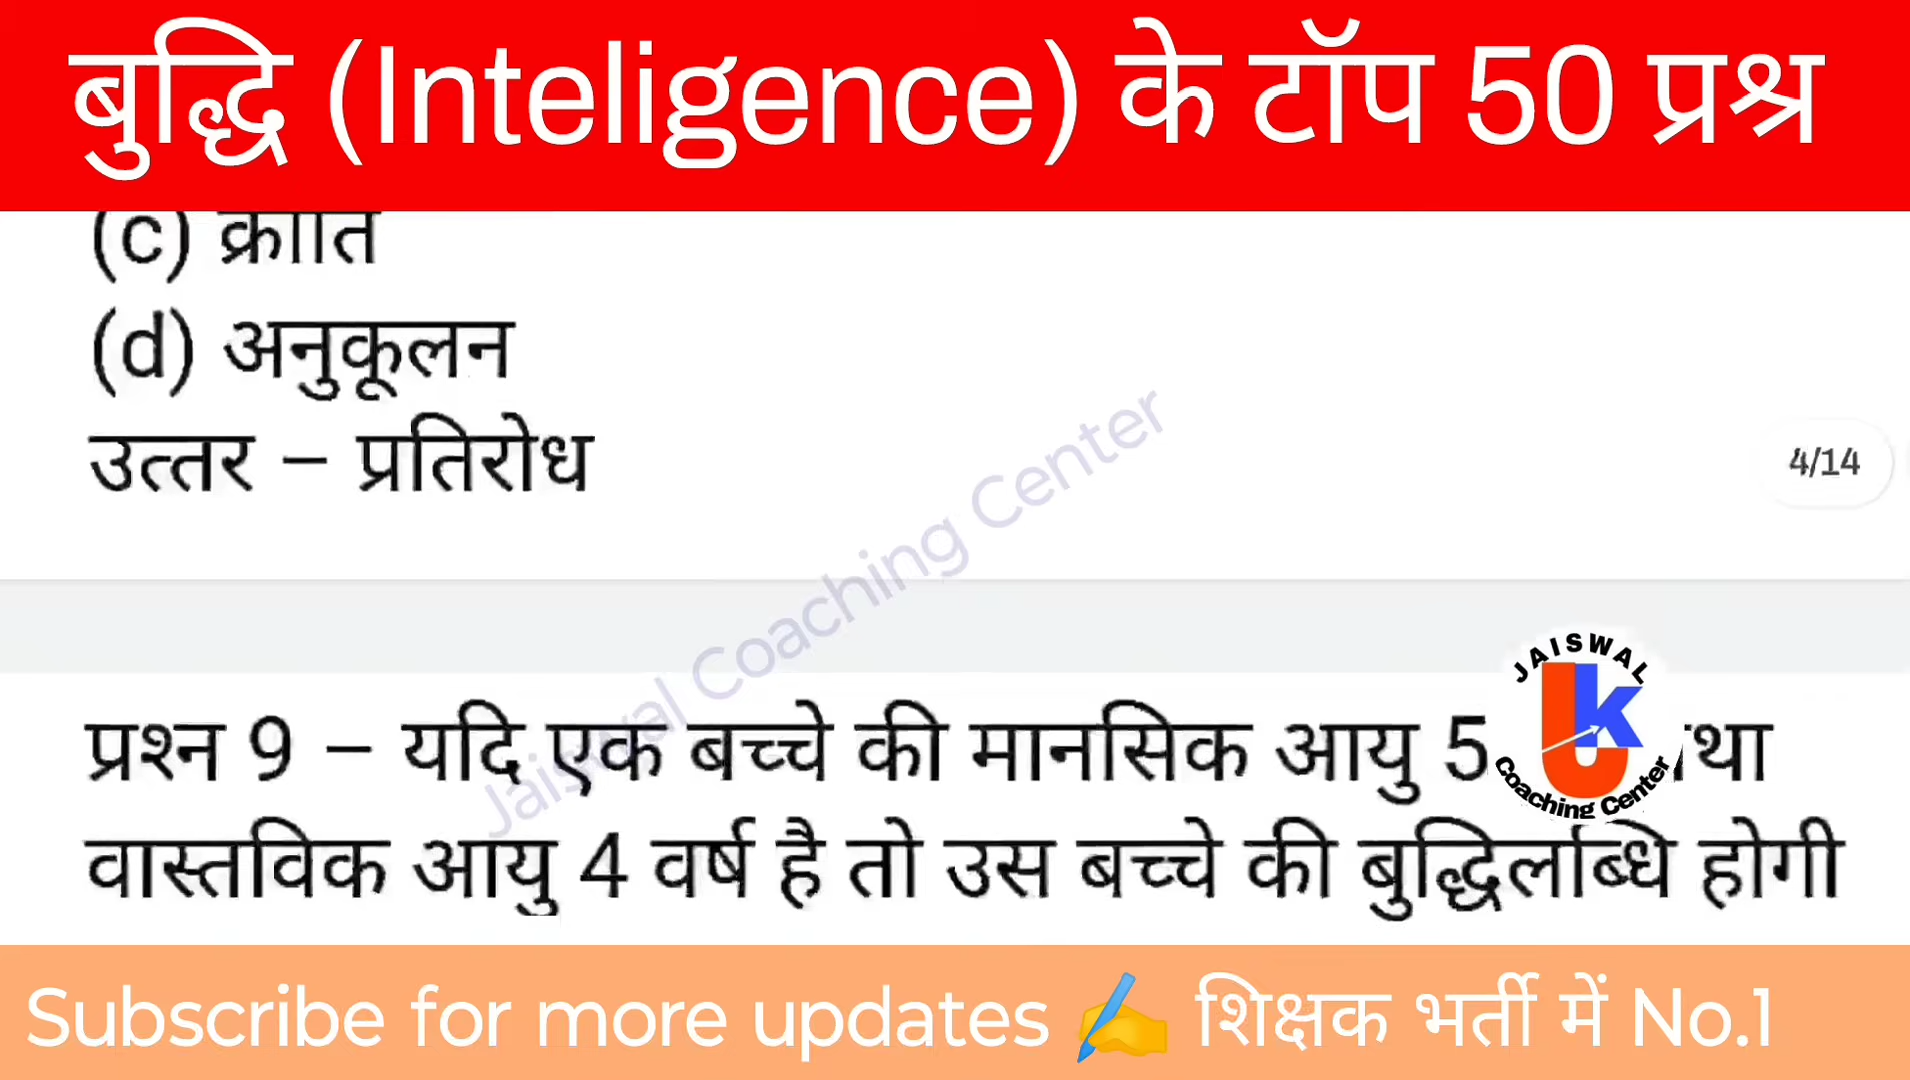 बुद्धि (Inteligence) के टॉप 50 प्रश्न
(c)
(d) अनुकूलन
उत्तर – प्रतिरोध
4/14
Jaiswal Coaching Center
JAISWAL
JK
Coaching Center
प्रश्न 9 – यदि एक बच्चे की मानसिक आयु 5
वास्तविक आयु 4 वर्ष है तो उस बच्चे की बुद्धिलब्धि होगी
Subscribe for more updates ✍️ शिक्षक भर्ती में No.1